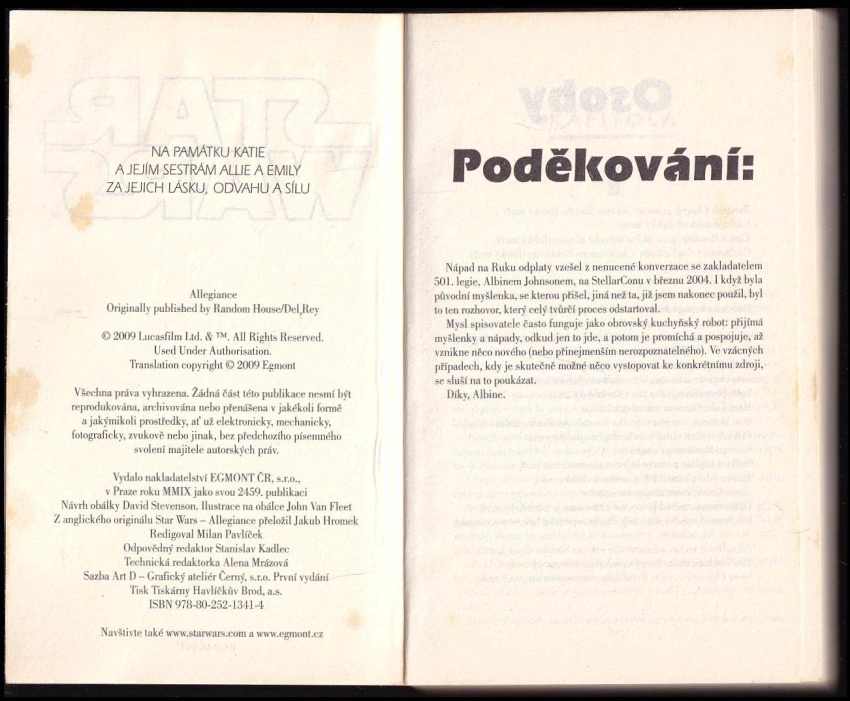 NA PAMÁTKU KATIE
A JEJÍM SESTRÁM ALLIE A EMILY
ZA JEJICH LÁSKU, ODVAHU A SÍLU
Allegiance
Originally published by Random House/Del Rey
© 2009 Lucasfilm Ltd. & ™. All Rights Reserved.
Used Under Authorisation.
Translation copyright © 2009 Egmont
Všechna práva vyhrazena. Žádná část této publikace nesmí být
reprodukována, archivována nebo přenášena v jakékoli formě
a jakýmikoli prostředky, ať už elektronicky, mechanicky,
fotograficky, zvukově nebo jinak, bez předchozího písemného
svolení majitele autorských práv.
Vydalo nakladatelství EGMONT ČR, s.r.o.,
v Praze roku MMIX jako svou 2459. publikaci
Návrh obálky David Stevenson. Ilustrace na obálce John Van Fleet
Z anglického originálu Star Wars – Allegiance přeložil Jakub Hromek
Redigoval Milan Pavlíček
Odpovědný redaktor Stanislav Kadlec
Technická redaktorka Alena Mrázová
Sazba Art D – Grafický ateliér Černý, s.r.o. První vydání
Tisk Tiskárny Havlíčkův Brod, a.s.
ISBN 978-80-252-1341-4
Navštivte také www.starwars.com a www.egmont.cz
Poděkování:
Nápad na Ruku odplaty vzešel z nenucené konverzace se zakladatelem
501. legie, Albinem Johnsonem, na StellarConu v březnu 2004. I když byla
původní myšlenka, se kterou přišel, jiná než ta, již jsem nakonec použil, byl
to ten rozhovor, který celý tvůrčí proces odstartoval.
Mysl spisovatele často funguje jako obrovský kuchyňský robot: přijímá
myšlenky a nápady, odkud jen to jde, a potom je promíchá a pospojuje, až
vznikne něco nového (nebo přinejmenším nerozpoznatelného). Ve vzácných
případech, kdy je skutečně možné něco vystopovat ke konkrétnímu zdroji,
se sluší na to poukázat.
Díky, Albine.